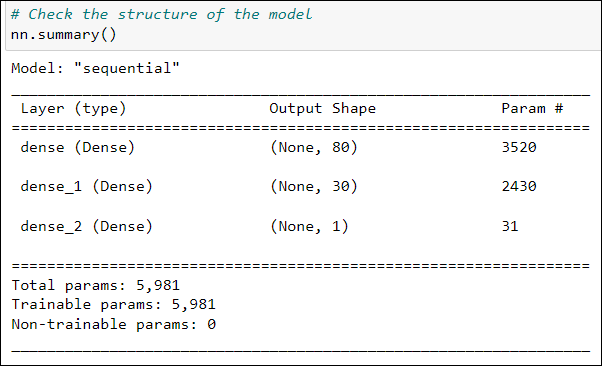 # Check the structure of the model
nn.summary()
Model: "sequential"
Layer (type) Output Shape Param #
dense (Dense) (None, 80) 3520
dense_1 (Dense) (None, 30) 2430
dense_2 (Dense) (None, 1) 31
Total params: 5,981
Trainable params: 5,981
Non-trainable params: 0